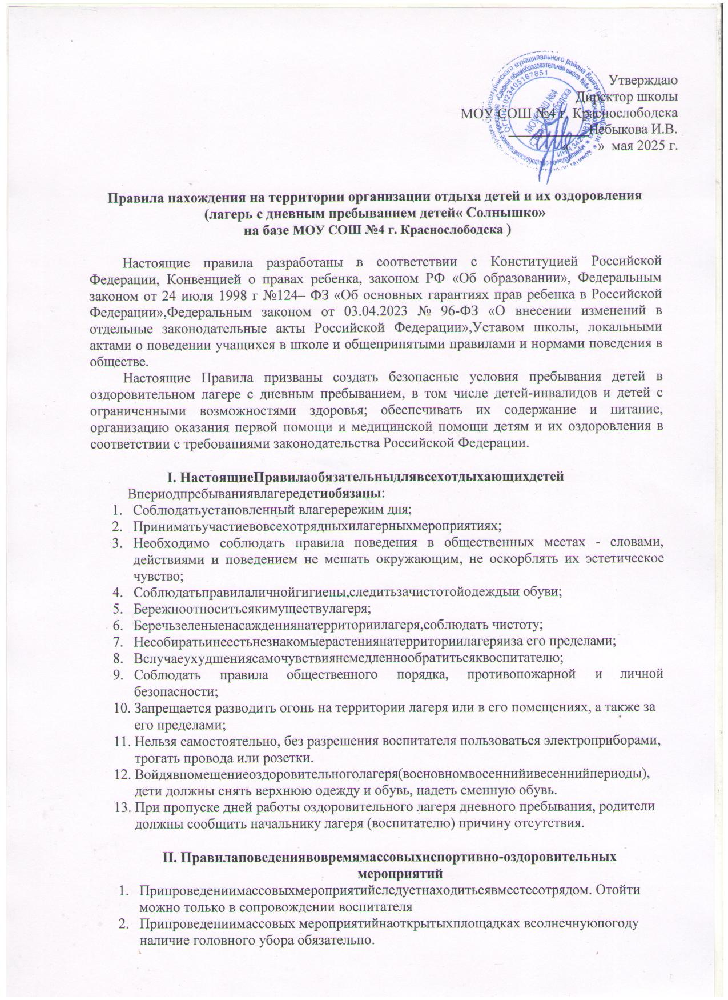 Утверждаю
Директор школы
МОУ СОШ №4 г. Краснослободска
Небыкова И.В.
« » мая 2025 г.
ОГРН 1023405167851
МОУ СОШ №4
г. Краснослободска
Правила нахождения на территории организации отдыха детей и их оздоровления
(лагерь с дневным пребыванием детей« Солнышко»
на базе МОУ СОШ №4 г. Краснослободска )
Настоящие правила разработаны в соответствии с Конституцией Российской
Федерации, Конвенцией о правах ребенка, законом РФ «Об образовании», Федеральным
законом от 24 июля 1998 г №124– ФЗ «Об основных гарантиях прав ребенка в Российской
Федерации»,Федеральным законом от 03.04.2023 № 96-ФЗ «О внесении изменений в
отдельные законодательные акты Российской Федерации»,Уставом школы, локальными
актами о поведении учащихся в школе и общепринятыми правилами и нормами поведения в
обществе.
Настоящие Правила призваны создать безопасные условия пребывания детей в
оздоровительном лагере с дневным пребыванием, в том числе детей-инвалидов и детей с
ограниченными возможностями здоровья; обеспечивать их содержание и питание,
организацию оказания первой помощи и медицинской помощи детям и их оздоровления в
соответствии с требованиями законодательства Российской Федерации.
I. НастоящиеПравилаобязательныдлявсехотдыхающихдетей
Впериодпребываниявлагередетиобязаны:
1. Соблюдатьустановленный влагерережим дня;
2. Приниматьучастиевовсехотрядныхилагерныхмероприятиях;
3. Необходимо соблюдать правила поведения в общественных местах - словами,
действиями и поведением не мешать окружающим, не оскорблять их эстетическое
чувство;
4. Соблюдатьправилаличнойгигиены,следитьзачистотойодеждыи обуви;
5. Бережноотноситьсякимуществулагеря;
6. Беречьзеленыенасаждениянатерриториилагеря,соблюдать чистоту;
7. Несобиратьинеестьнезнакомыерастениянатерриториилагеряиза его пределами;
8. Вслучаеухудшениясамочувствиянемедленнообратитьсяквоспитателю;
9. Соблюдать правила общественного порядка, противопожарной и личной
безопасности;
10. Запрещается разводить огонь на территории лагеря или в его помещениях, а также за
его пределами;
11. Нельзя самостоятельно, без разрешения воспитателя пользоваться электроприборами,
трогать провода или розетки.
12. Войдявпомещениеоздоровительноголагеря(восновномвосеннийивесеннийпериоды),
дети должны снять верхнюю одежду и обувь, надеть сменную обувь.
13. При пропуске дней работы оздоровительного лагеря дневного пребывания, родители
должны сообщить начальнику лагеря (воспитателю) причину отсутствия.
II. Правилаповедениявовремямассовыхиспортивно-оздоровительных
мероприятий
1. Припроведениимассовыхмероприятийследуетнаходитьсявместесотрядом. Отойти
можно только в сопровождении воспитателя
2. Припроведениимассовых мероприятийнаоткрытыхплощадках всолнечнуюпогоду
наличие головного убора обязательно.